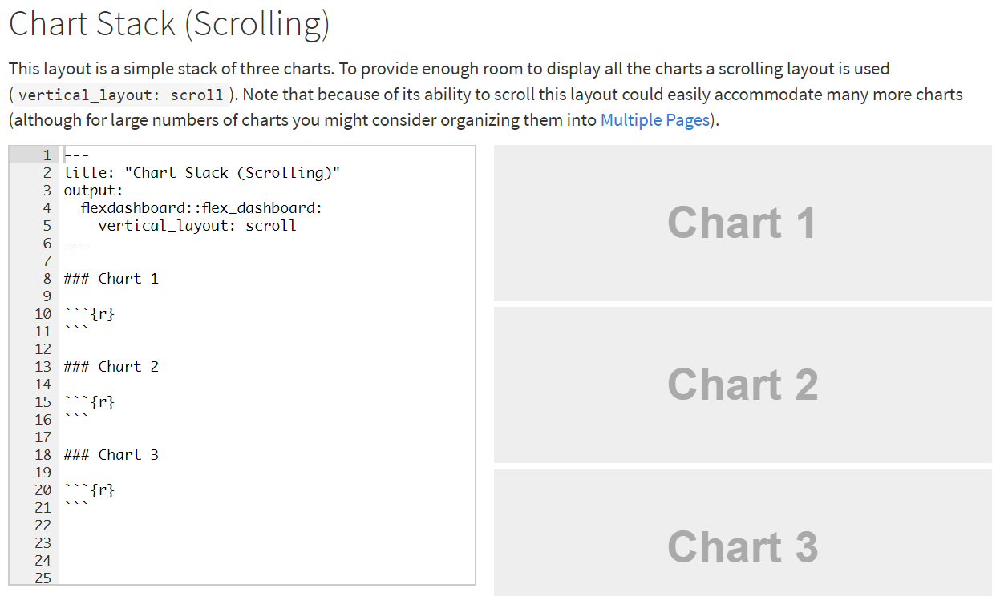 Chart Stack (Scrolling)
This layout is a simple stack of three charts. To provide enough room to display all the charts a scrolling layout is used
( vertical_layout: scroll ). Note that because of its ability to scroll this layout could easily accommodate many more charts
(although for large numbers of charts you might consider organizing them into Multiple Pages).
1 ---
2 title: "Chart Stack (Scrolling)"
3 output:
4   flexdashboard::flex_dashboard:
5     vertical_layout: scroll
6 ---
7
8 ### Chart 1
9
10 ```{r}
11 ```
12
13 ### Chart 2
14
15 ```{r}
16 ```
17
18 ### Chart 3
19
20 ```{r}
21 ```
22
23
24
25
Chart 1
Chart 2
Chart 3